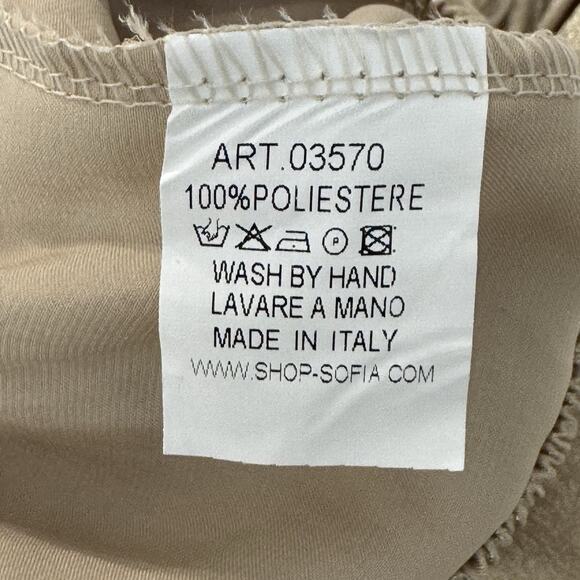 ART.03570
100%POLIESTERE
P
WASH BY HAND
LAVARE A MANO
MADE IN ITALY
WWW.SHOP-SOFIA.COM